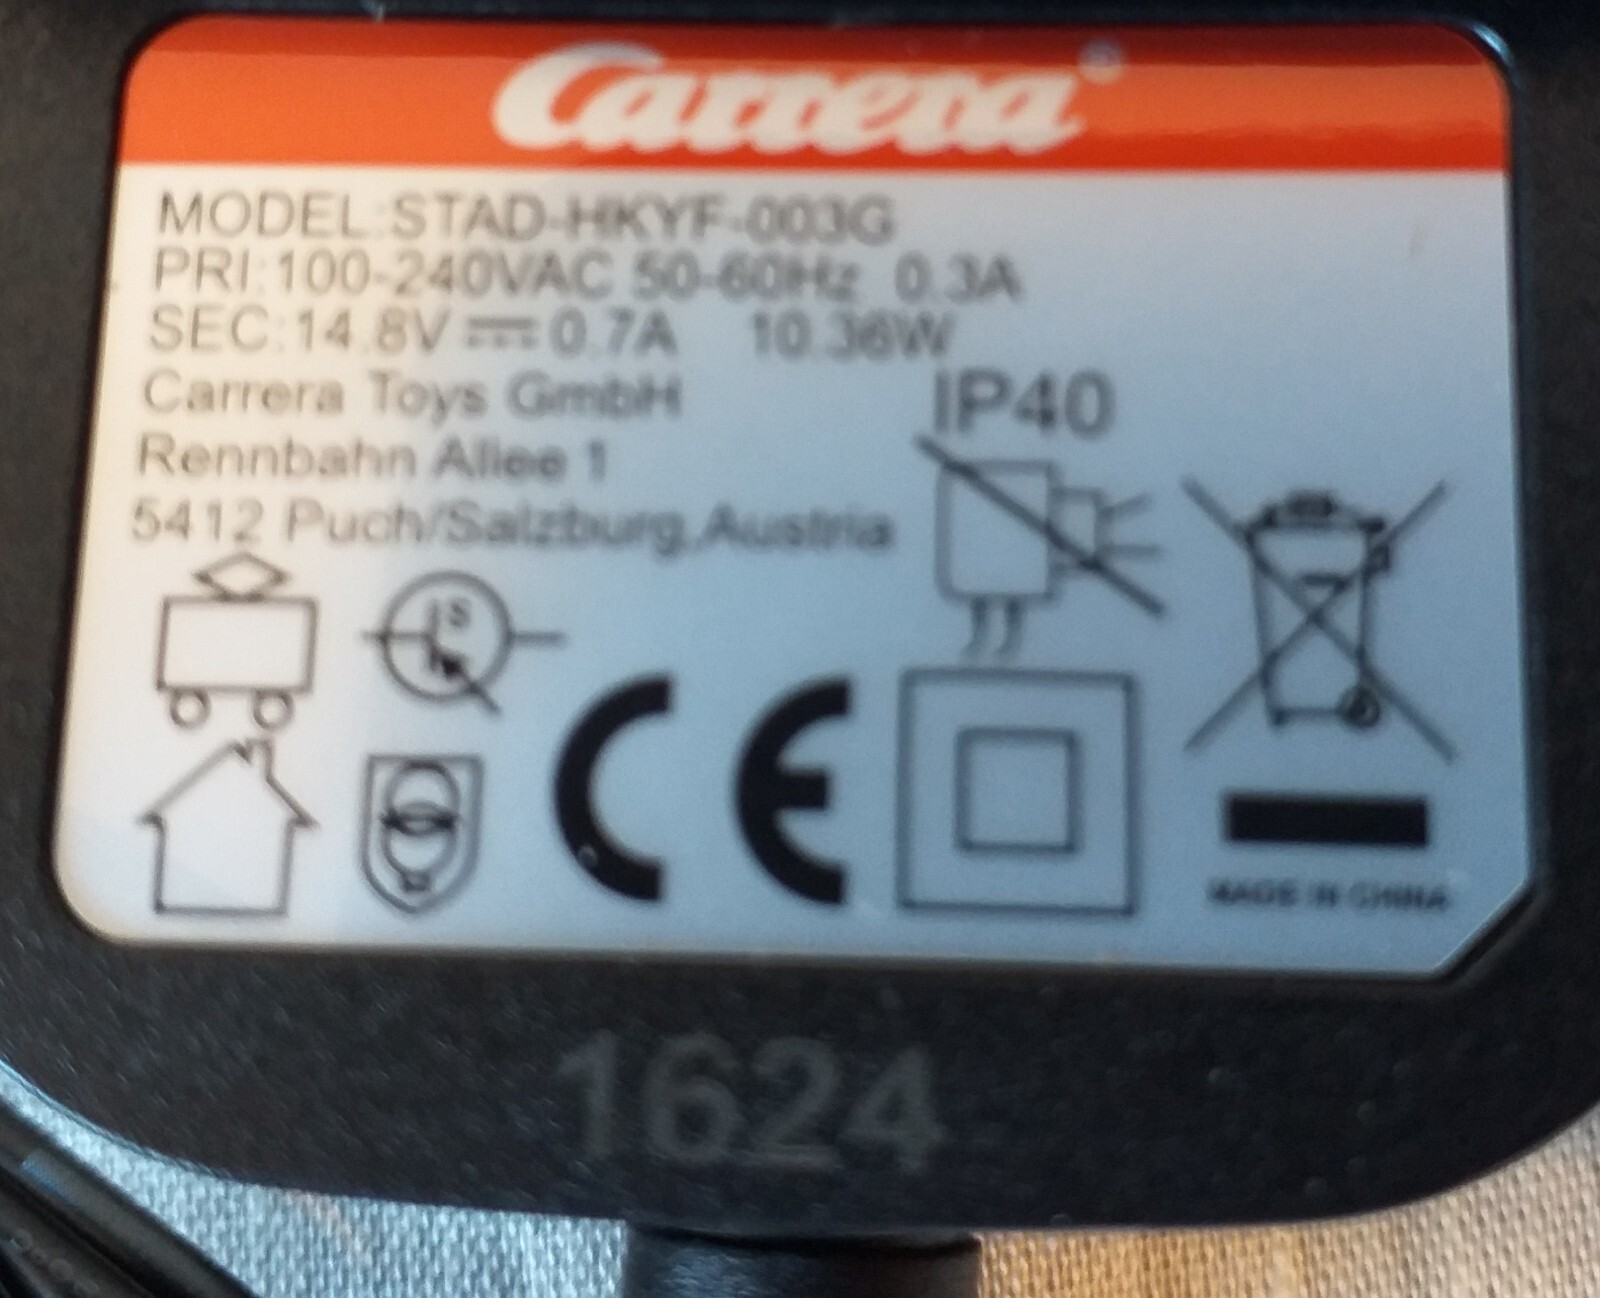 Carrera®
MODEL:STAD-HKYF-003G
PRI:100-240VAC 50-60Hz 0.3A
SEC:14.8V⎓0.7A 10.36W
Carrera Toys GmbH
IP40
Rennbahn Allee 1
5412 Puch/Salzburg,Austria
S
CE
MADE IN CHINA
1624